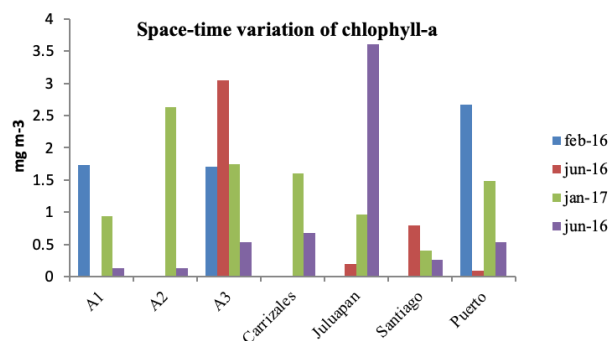 Space-time variation of chlophyll-a
mg m-3
4
3.5
3
2.5
2
1.5
1
0.5
0
A1
A2
A3
Carrizales
Juluapan
Santiago
Puerto
feb-16
jun-16
jan-17
jun-16